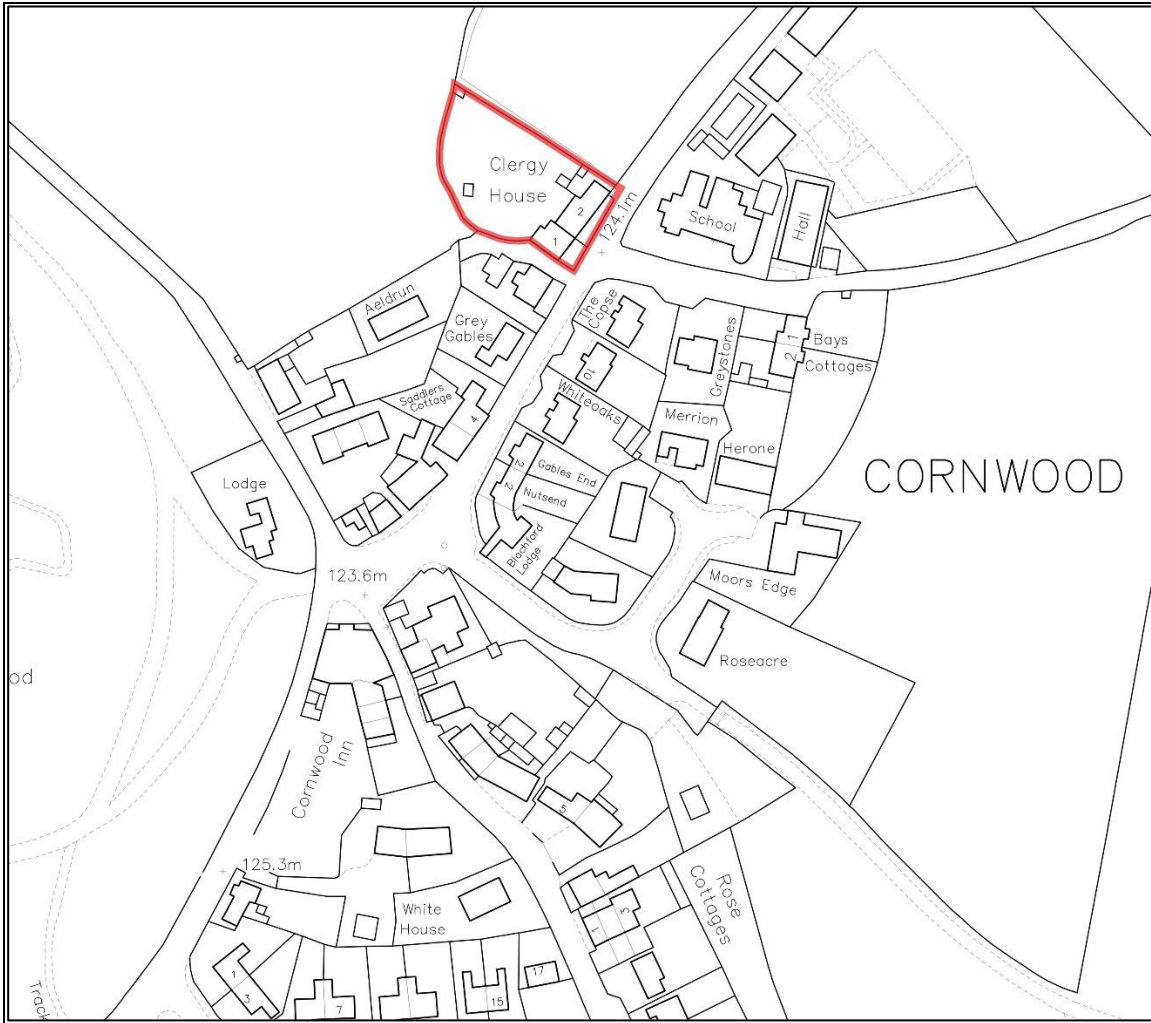 Clergy
House
2
1
124.1m
School
Hall
Aeldrun
Grey
Gables
The Copse
10
Greystones
1
2
Bays
Cottages
Saddlers
Cottage
4
Whiteoaks
Merrion
Herone
CORNWOOD
Lodge
2
Gables End
2
Nutsend
Blachford
Lodge
123.6m
Moors Edge
Roseacre
od
Cornwood
Inn
5
125.3m
White
House
Rose
Cottages
3
1
1
3
7
15
17
Track